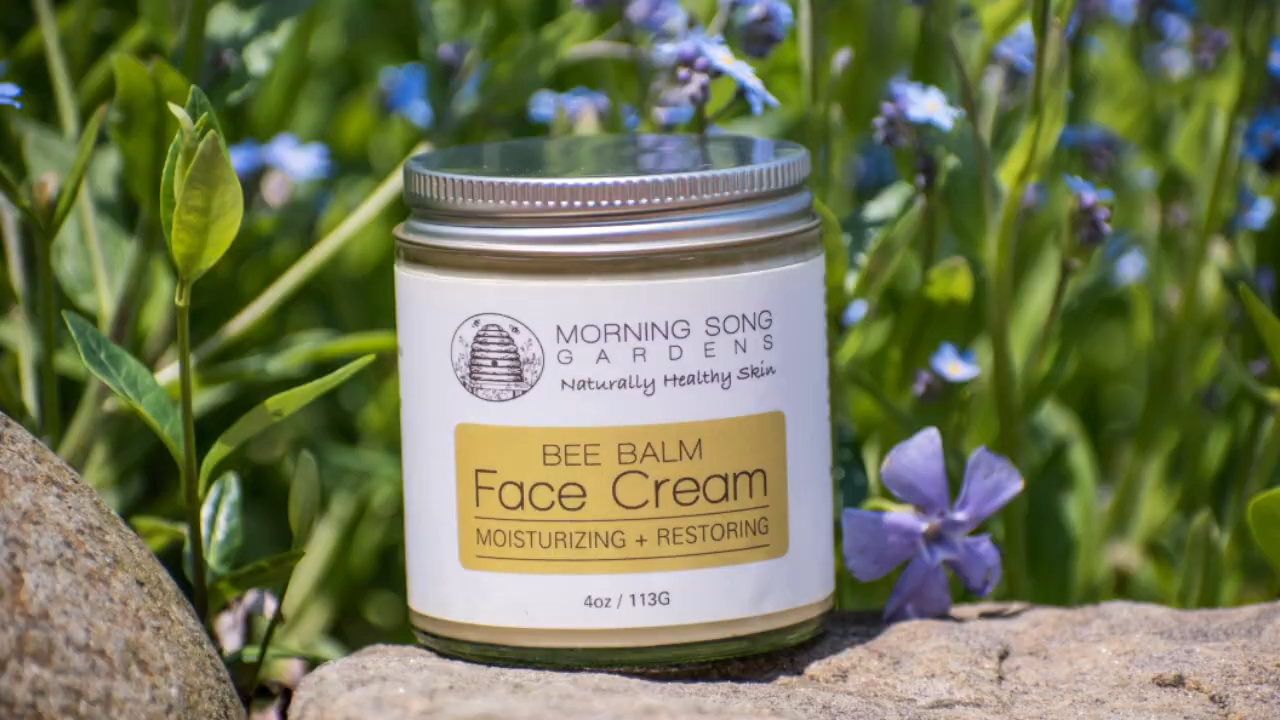 MORNING SONG
GARDENS
Naturally Healthy Skin
BEE BALM
Face Cream
MOISTURIZING + RESTORING
4oz / 113G